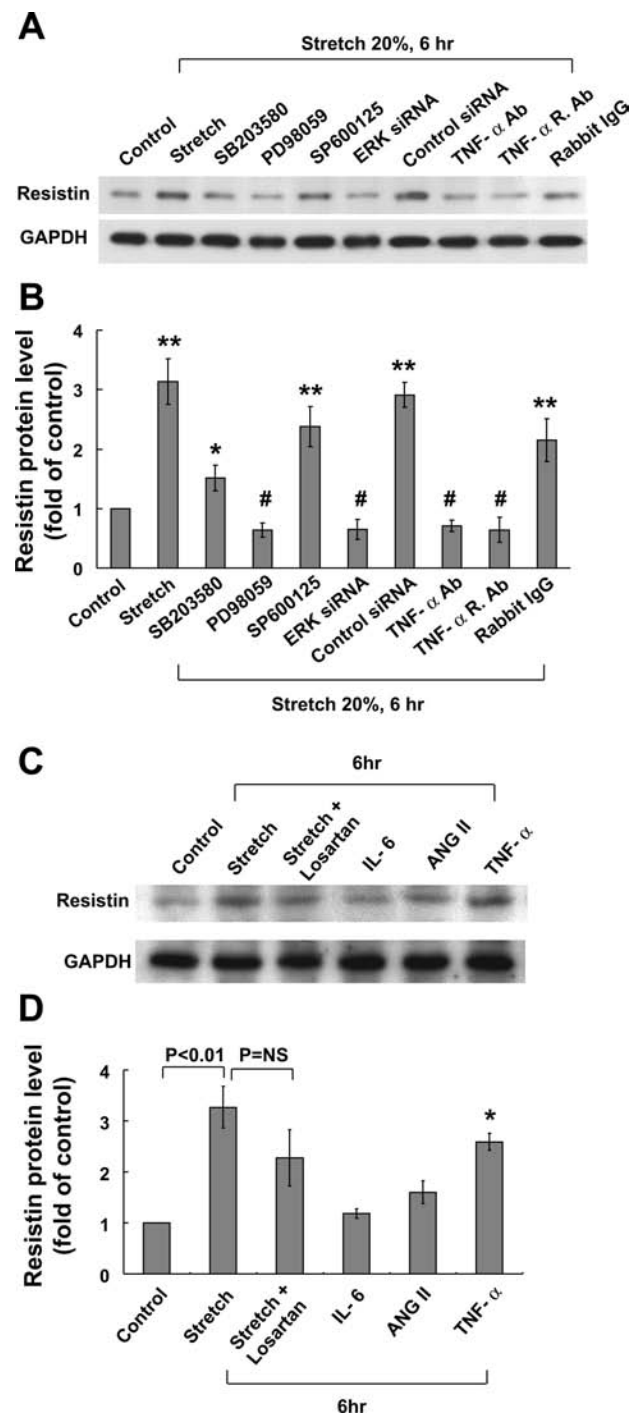 A
Stretch 20%, 6 hr
Control
Stretch
SB203580
PD98059
SP600125
ERK siRNA
Control siRNA
TNF- α Ab
TNF- α R. Ab
Rabbit IgG
Resistin
GAPDH
B
Resistin protein level
(fold of control)
4
3
2
1
0
**
*
#
**
#
**
#
#
**
Control
Stretch
SB203580
PD98059
SP600125
ERK siRNA
Control siRNA
TNF- α Ab
TNF- α R. Ab
Rabbit IgG
Stretch 20%, 6 hr
C
6hr
Control
Stretch
Stretch +
Losartan
IL- 6
ANG II
TNF- α
Resistin
GAPDH
D
P<0.01
P=NS
Resistin protein level
(fold of control)
4
3
2
1
0
*
Control
Stretch
Stretch +
Losartan
IL- 6
ANG II
TNF- α
6hr